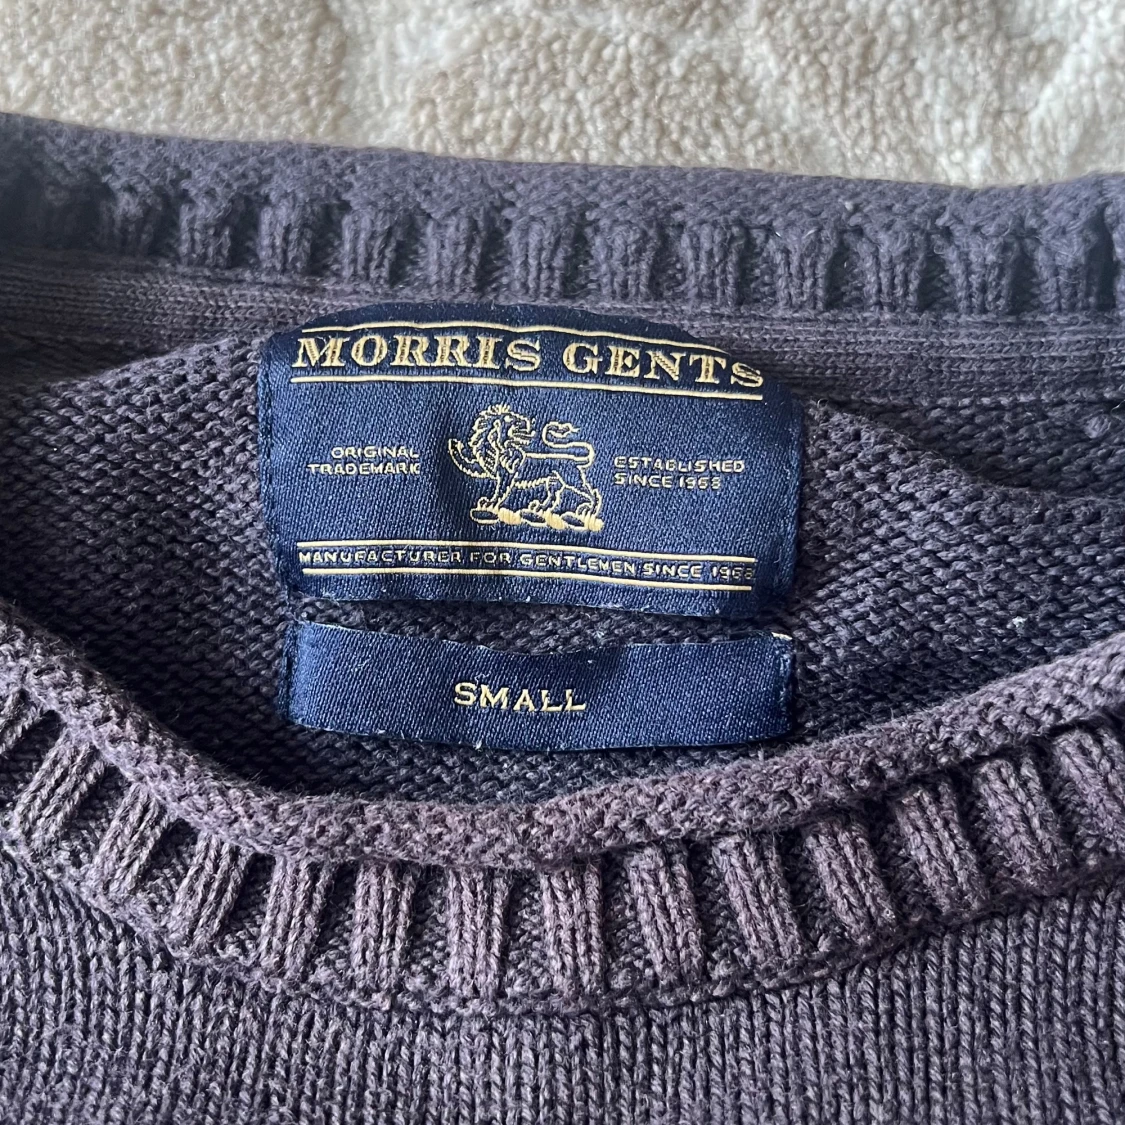 MORRIS GENTS
ORIGINAL
TRADEMARK
ESTABLISHED
SINCE 1968
MANUFACTURER FOR GENTLEMEN SINCE 1968
SMALL